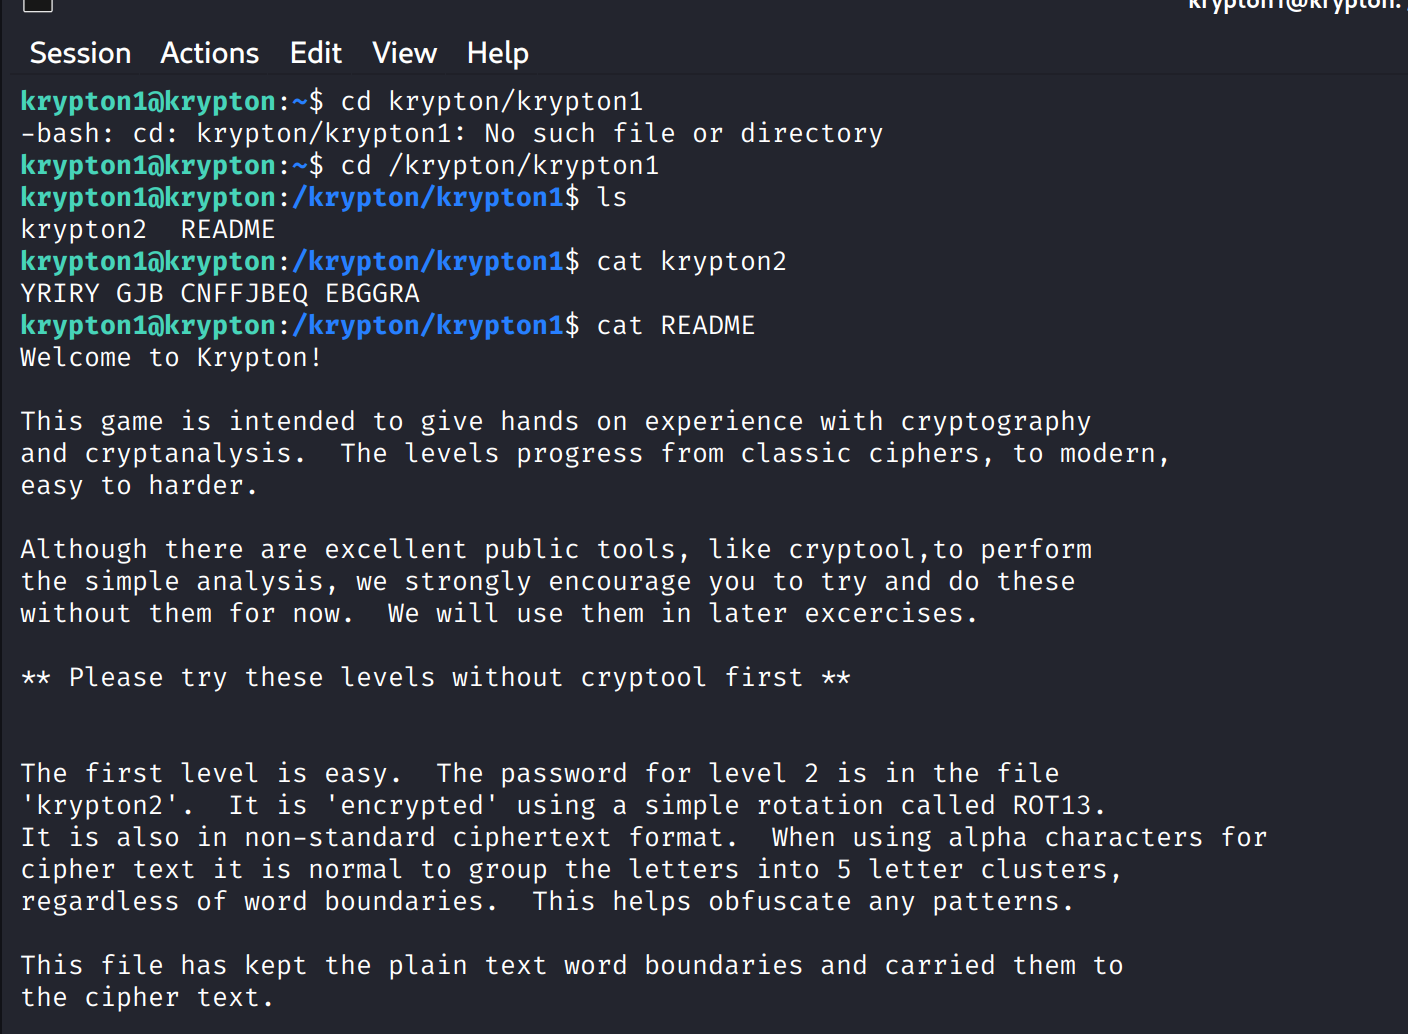 krypton1@krypton:
Session Actions Edit View Help
krypton1@krypton:~$ cd krypton/krypton1
-bash: cd: krypton/krypton1: No such file or directory
krypton1@krypton:~$ cd /krypton/krypton1
krypton1@krypton:/krypton/krypton1$ ls
krypton2  README
krypton1@krypton:/krypton/krypton1$ cat krypton2
YRIRY GJB CNFFJBEQ EBGGRA
krypton1@krypton:/krypton/krypton1$ cat README
Welcome to Krypton!
This game is intended to give hands on experience with cryptography
and cryptanalysis.  The levels progress from classic ciphers, to modern,
easy to harder.
Although there are excellent public tools, like cryptool,to perform
the simple analysis, we strongly encourage you to try and do these
without them for now.  We will use them in later excercises.
** Please try these levels without cryptool first **
The first level is easy.  The password for level 2 is in the file
'krypton2'.  It is 'encrypted' using a simple rotation called ROT13.
It is also in non-standard ciphertext format.  When using alpha characters for
cipher text it is normal to group the letters into 5 letter clusters,
regardless of word boundaries.  This helps obfuscate any patterns.
This file has kept the plain text word boundaries and carried them to
the cipher text.